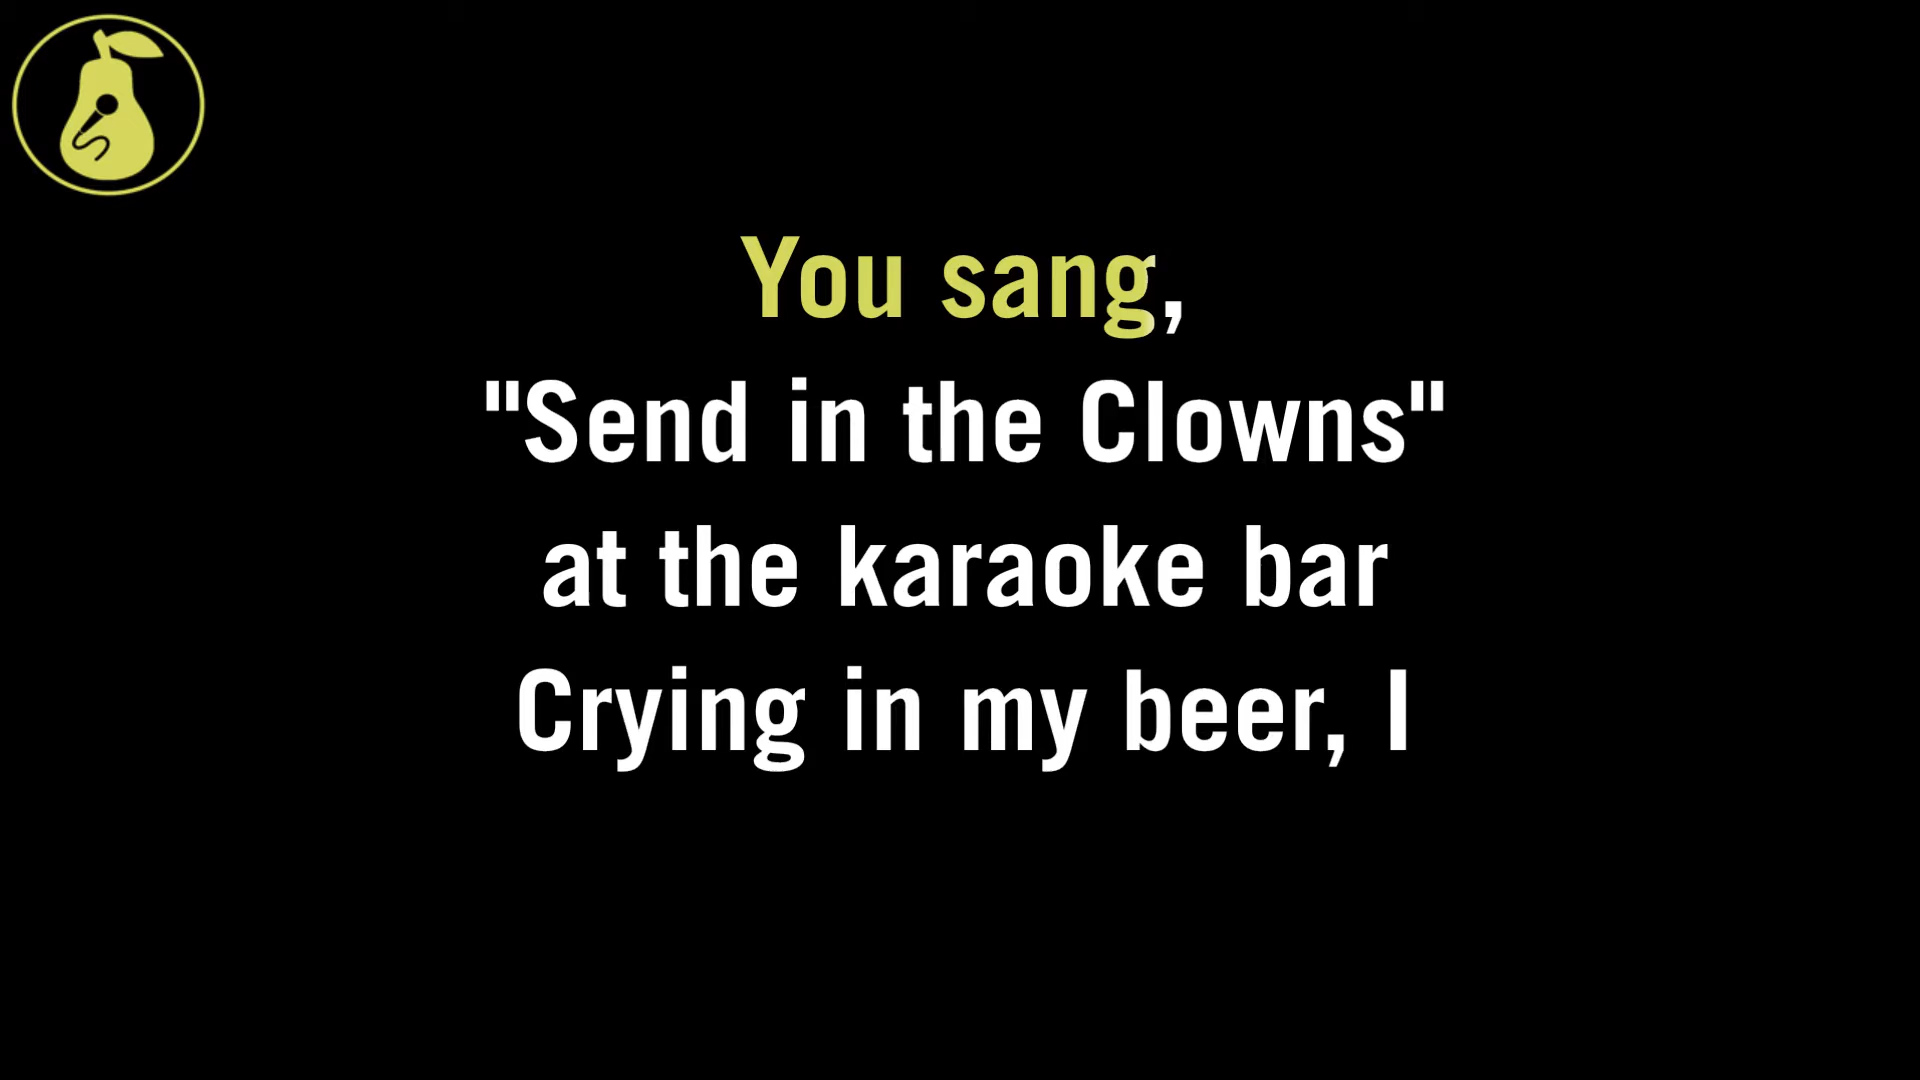 You sang,
"Send in the Clowns"
at the karaoke bar
Crying in my beer, I